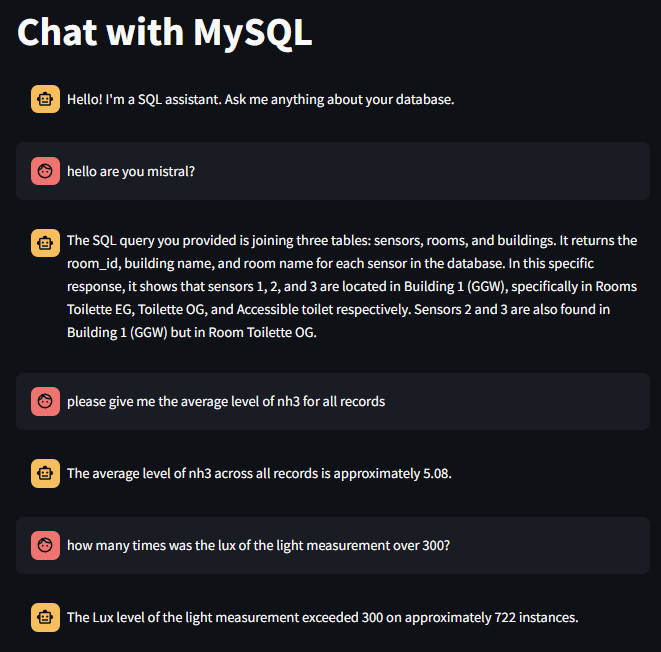 Chat with MySQL
Hello! I'm a SQL assistant. Ask me anything about your database.
hello are you mistral?
The SQL query you provided is joining three tables: sensors, rooms, and buildings. It returns the
room_id, building name, and room name for each sensor in the database. In this specific
response, it shows that sensors 1, 2, and 3 are located in Building 1 (GGW), specifically in Rooms
Toilette EG, Toilette OG, and Accessible toilet respectively. Sensors 2 and 3 are also found in
Building 1 (GGW) but in Room Toilette OG.
please give me the average level of nh3 for all records
The average level of nh3 across all records is approximately 5.08.
how many times was the lux of the light measurement over 300?
The Lux level of the light measurement exceeded 300 on approximately 722 instances.